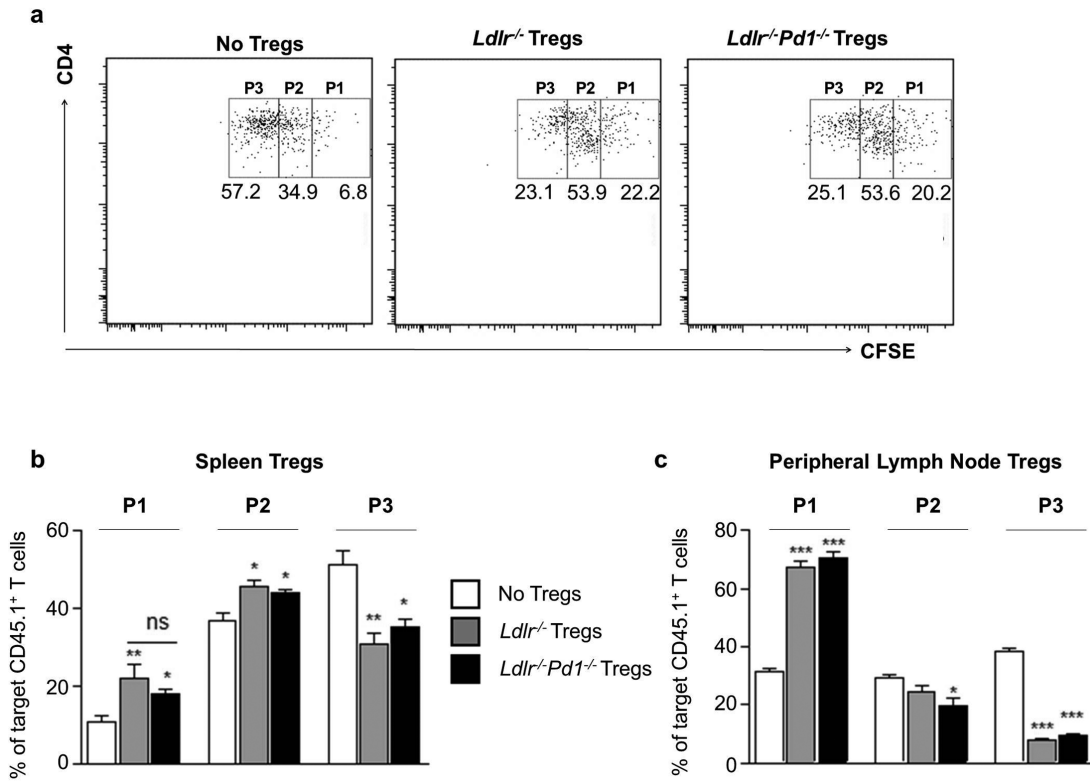 a
No Tregs
Ldlr-/- Tregs
Ldlr-/-Pd1-/- Tregs
CD4
P3 P2 P1
P3 P2 P1
P3 P2 P1
57.2 34.9 6.8
23.1 53.9 22.2
25.1 53.6 20.2
CFSE
b
Spleen Tregs
P1 P2 P3
% of target CD45.1+ T cells
60
40
20
0
ns
**
*
*
*
**
*
No Tregs
Ldlr-/- Tregs
Ldlr-/-Pd1-/- Tregs
c
Peripheral Lymph Node Tregs
P1 P2 P3
% of target CD45.1+ T cells
80
60
40
20
0
***
***
*
***
***